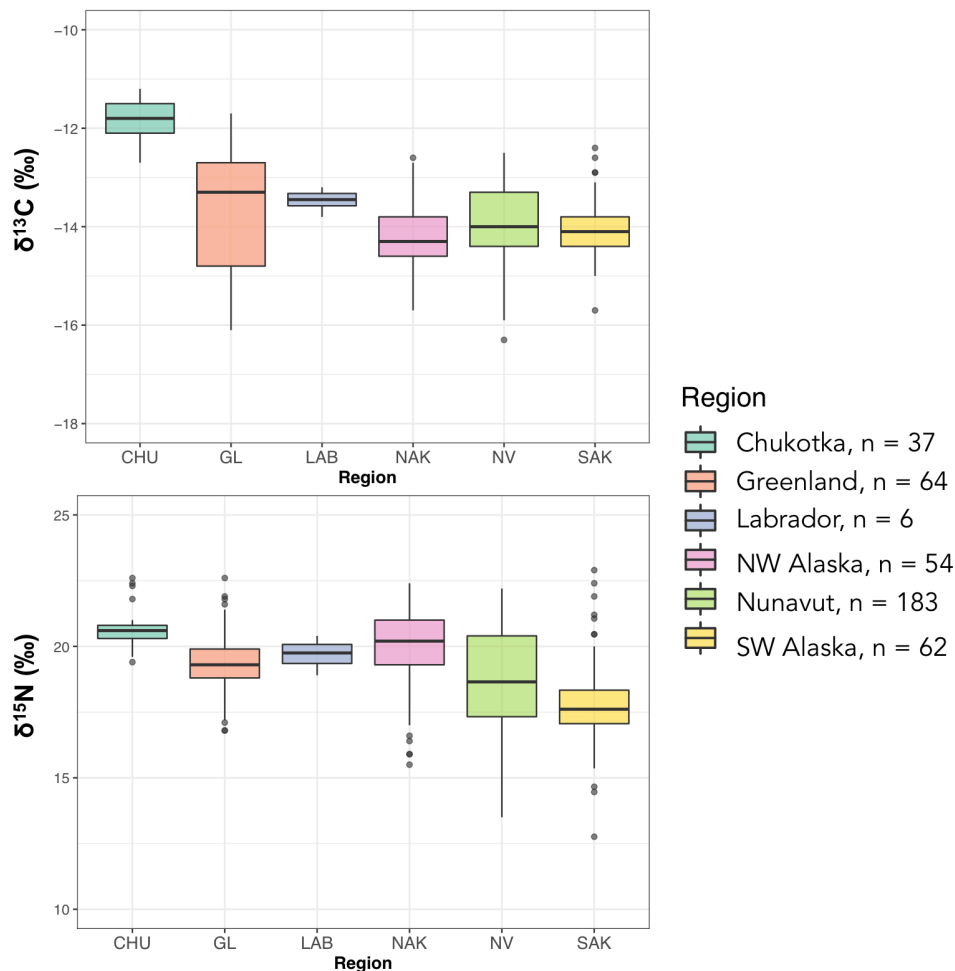 δ¹³C (‰)
−10
−12
−14
−16
−18
CHU GL LAB NAK NV SAK
Region
δ¹⁵N (‰)
25
20
15
10
CHU GL LAB NAK NV SAK
Region
Region
Chukotka, n = 37
Greenland, n = 64
Labrador, n = 6
NW Alaska, n = 54
Nunavut, n = 183
SW Alaska, n = 62